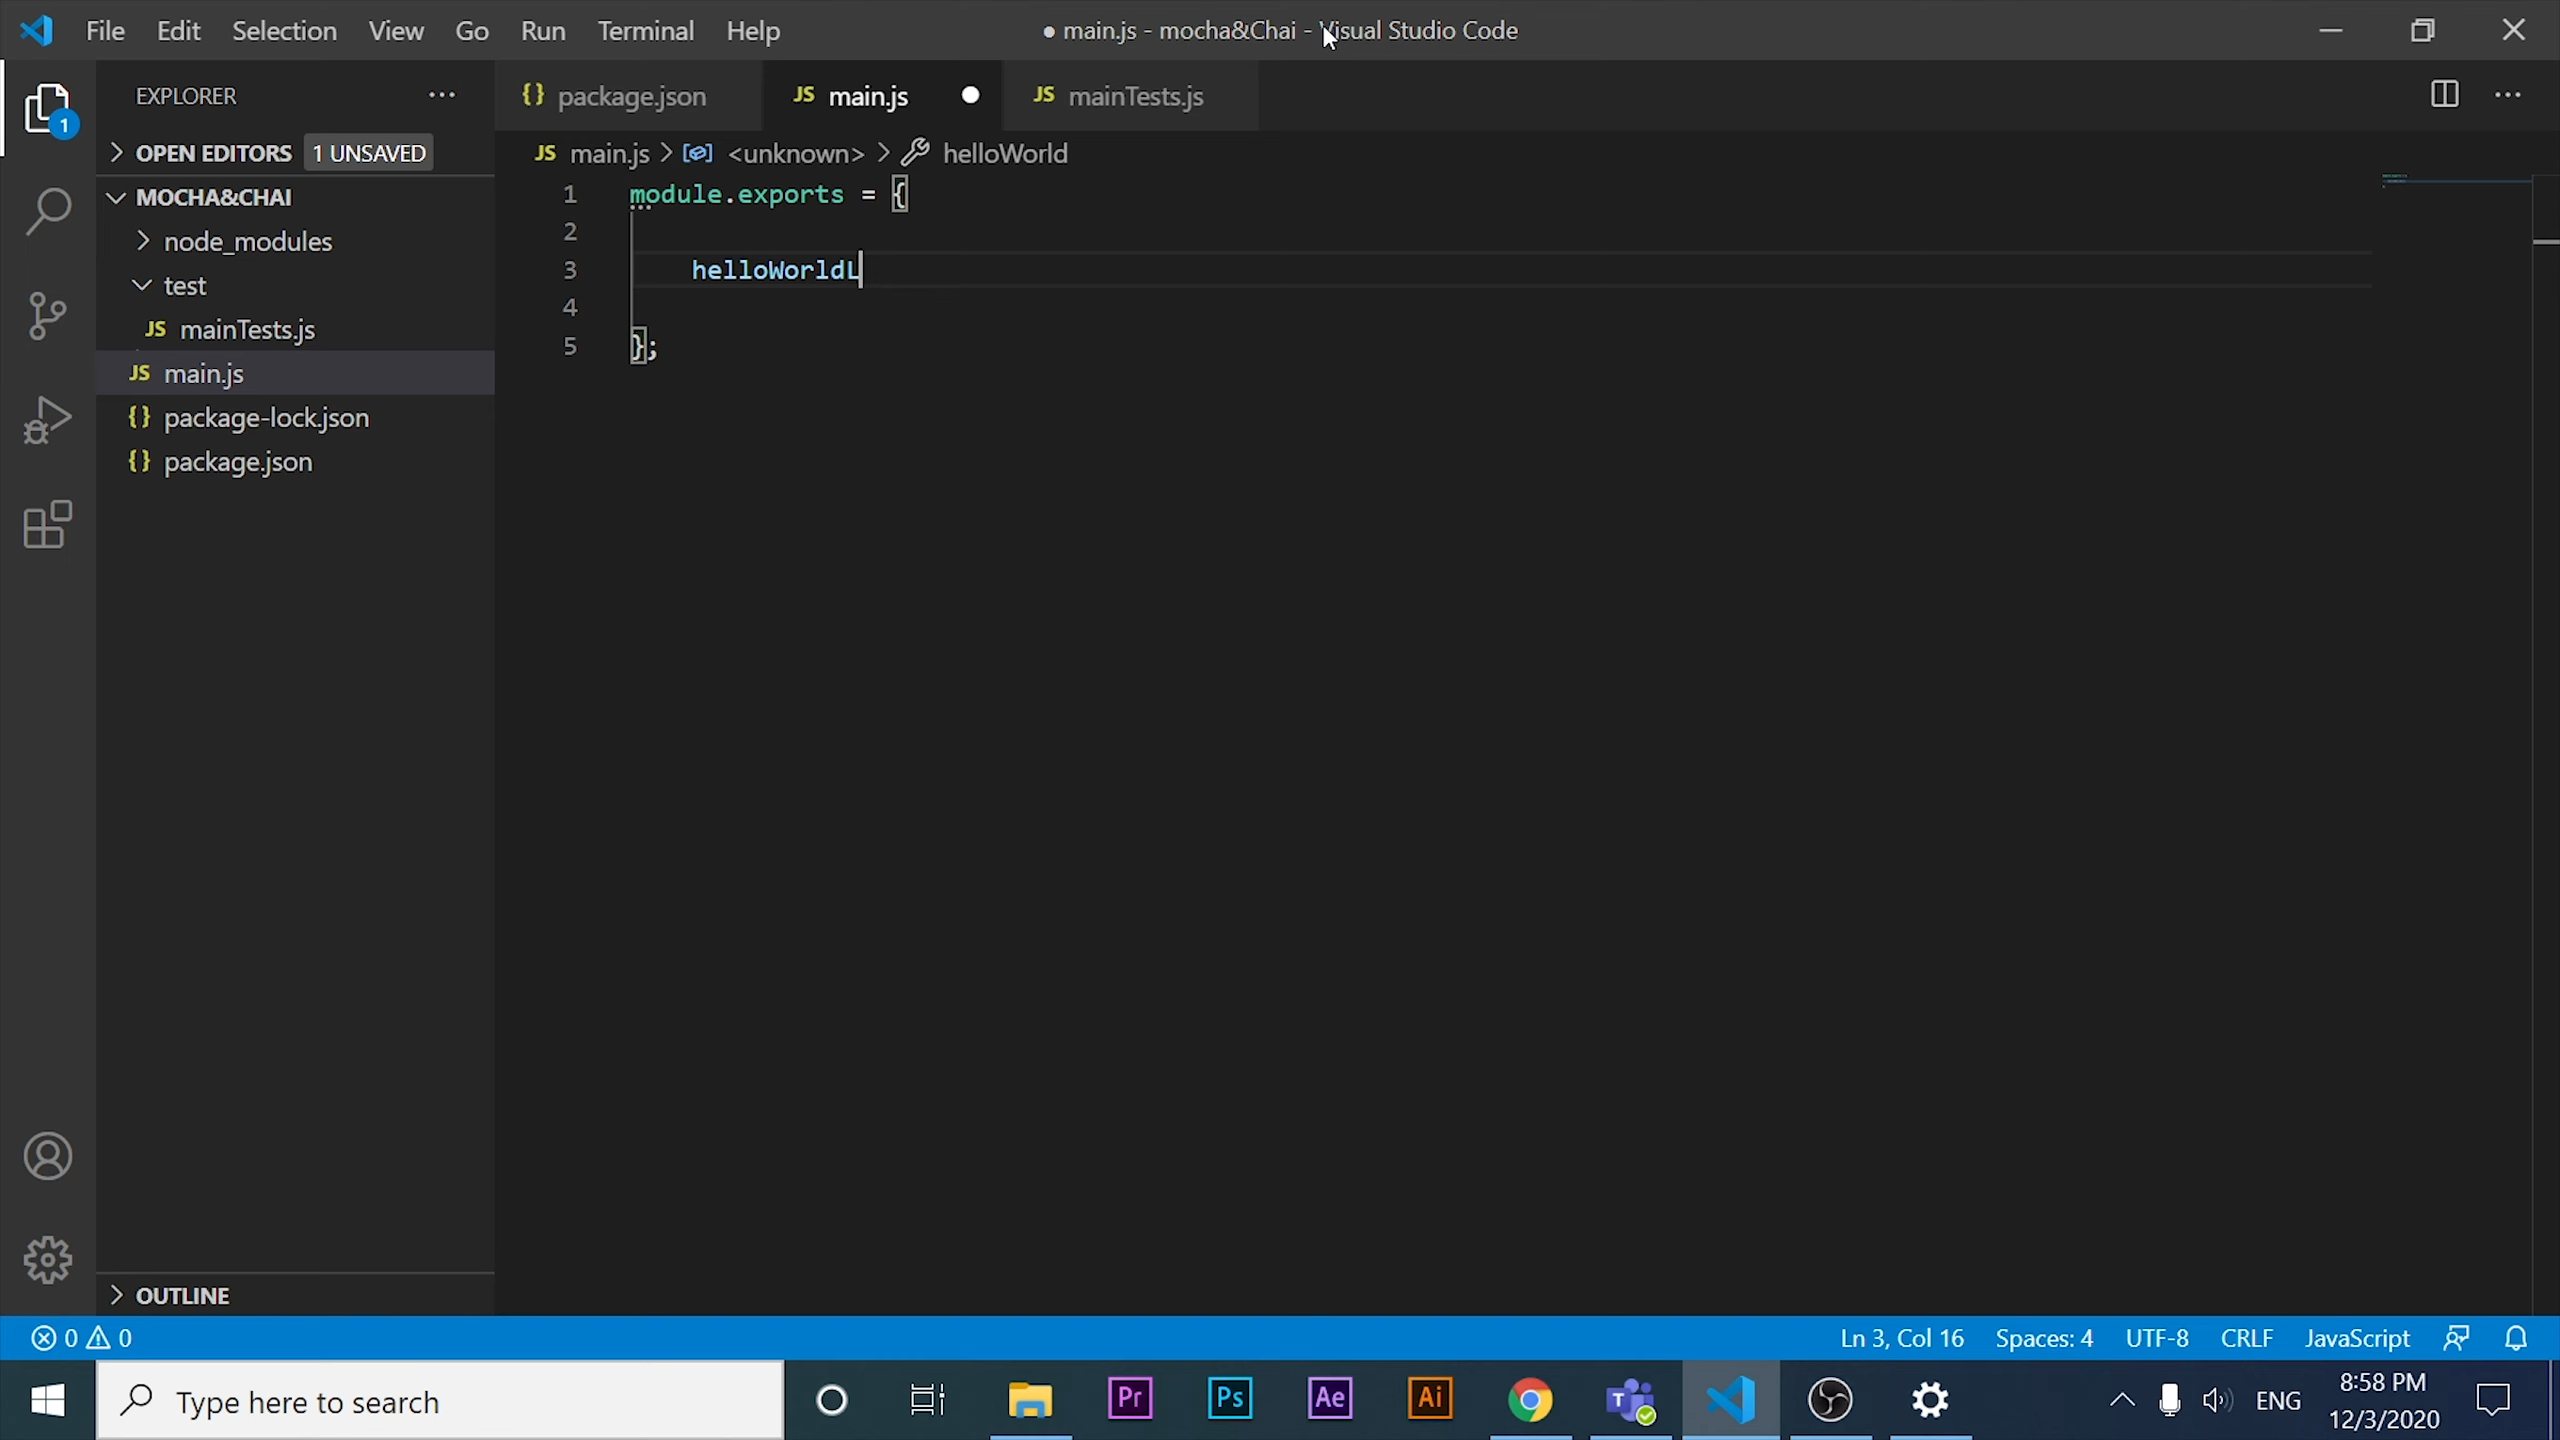 File Edit Selection View Go Run Terminal Help
● main.js - mocha&Chai - Visual Studio Code
EXPLORER
1
OPEN EDITORS 1 UNSAVED
MOCHA&CHAI
node_modules
test
JS mainTests.js
JS main.js
{} package-lock.json
{} package.json
OUTLINE
{} package.json
JS main.js
JS mainTests.js
JS main.js > <unknown> > helloWorld
1 module.exports = {
2
3 helloWorldL
4
5 };
0 0
Ln 3, Col 16 Spaces: 4 UTF-8 CRLF JavaScript
Type here to search
Pr Ps Ae Ai
T
ENG
8:58 PM
12/3/2020